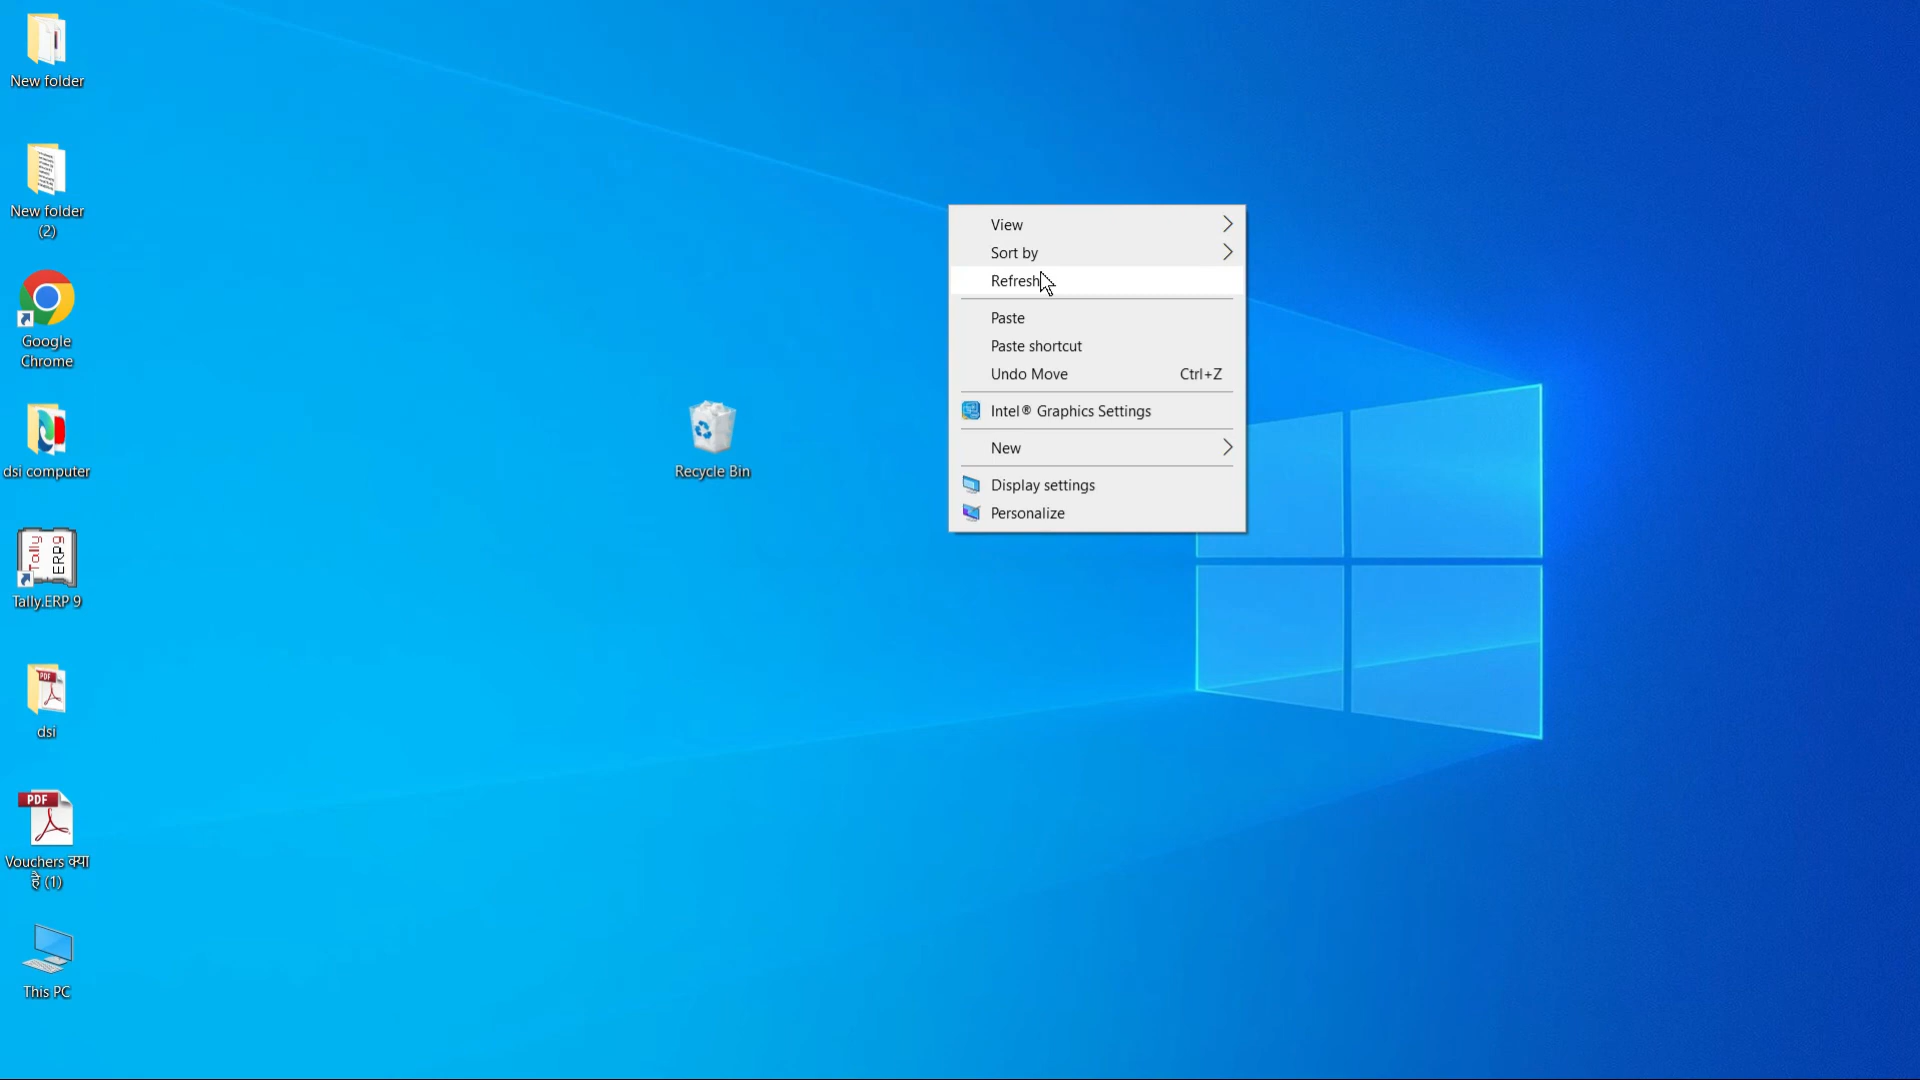 New folder
New folder
(2)
Google
Chrome
dsi computer
Tally
ERP9
Tally.ERP 9
PDF
dsi
PDF
Vouchers क्या
है (1)
This PC
Recycle Bin
View
Sort by
Refresh
Paste
Paste shortcut
Undo Move Ctrl+Z
Intel® Graphics Settings
New
Display settings
Personalize